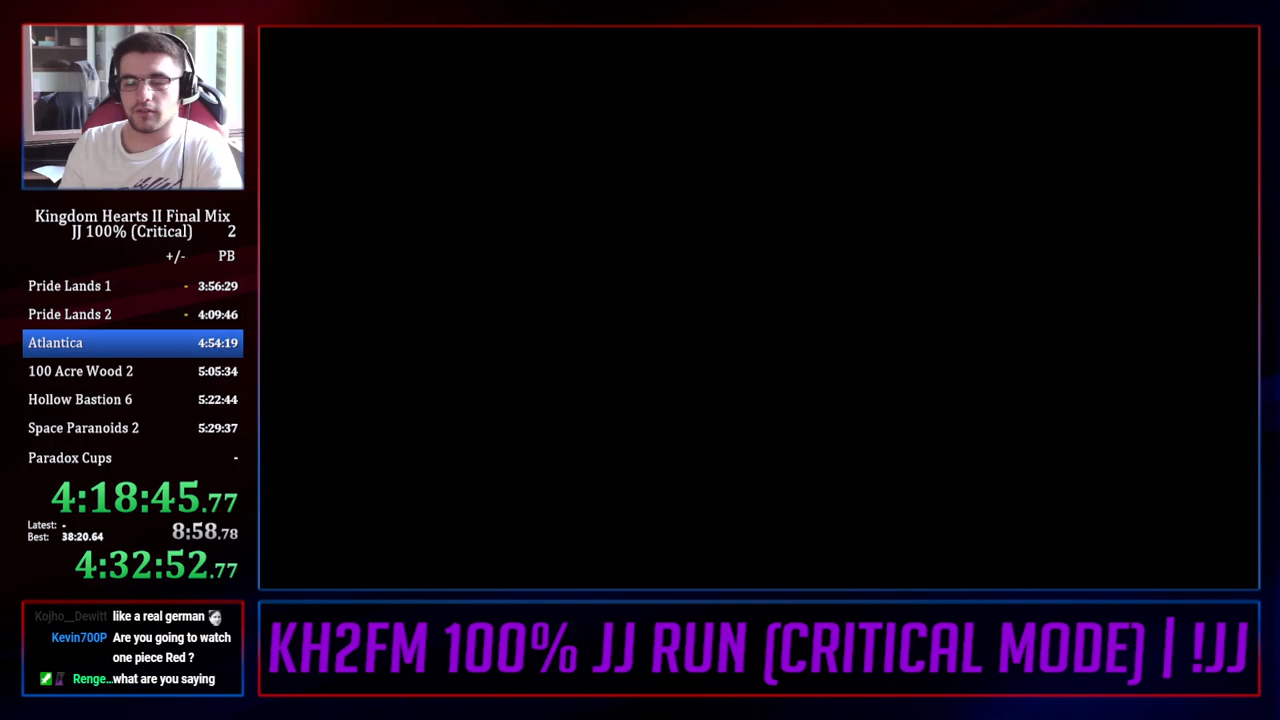 Kingdom Hearts II Final Mix
JJ 100% (Critical) 2
+/- PB
Pride Lands 1 - 3:56:29
Pride Lands 2 - 4:09:46
Atlantica 4:54:19
100 Acre Wood 2 5:05:34
Hollow Bastion 6 5:22:44
Space Paranoids 2 5:29:37
Paradox Cups -
4:18:45.77
Latest: -
Best: 38:20.64
8:58.78
4:32:52.77
Kojho__Dewitt like a real german
Kevin700P Are you going to watch
one piece Red ?
Renge... what are you saying
KH2FM 100% JJ RUN (CRITICAL MODE) | !JJ